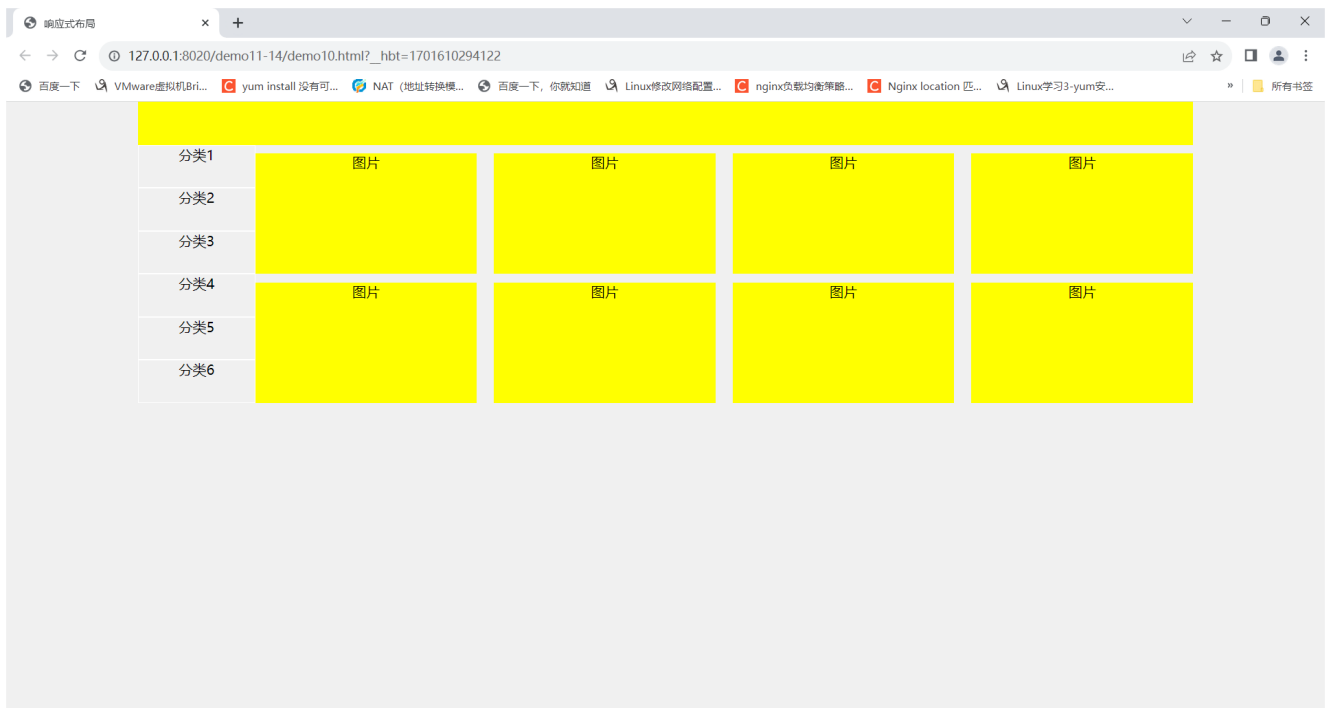 响应式布局
127.0.0.1:8020/demo11-14/demo10.html?__hbt=1701610294122
百度一下 VMware虚拟机Bri... yum install 没有可... NAT（地址转换模... 百度一下，你就知道 Linux修改网络配置... nginx负载均衡策略... Nginx location 匹... Linux学习3-yum安... » 所有书签
分类1
图片 图片 图片 图片
分类2
分类3
分类4
图片 图片 图片 图片
分类5
分类6